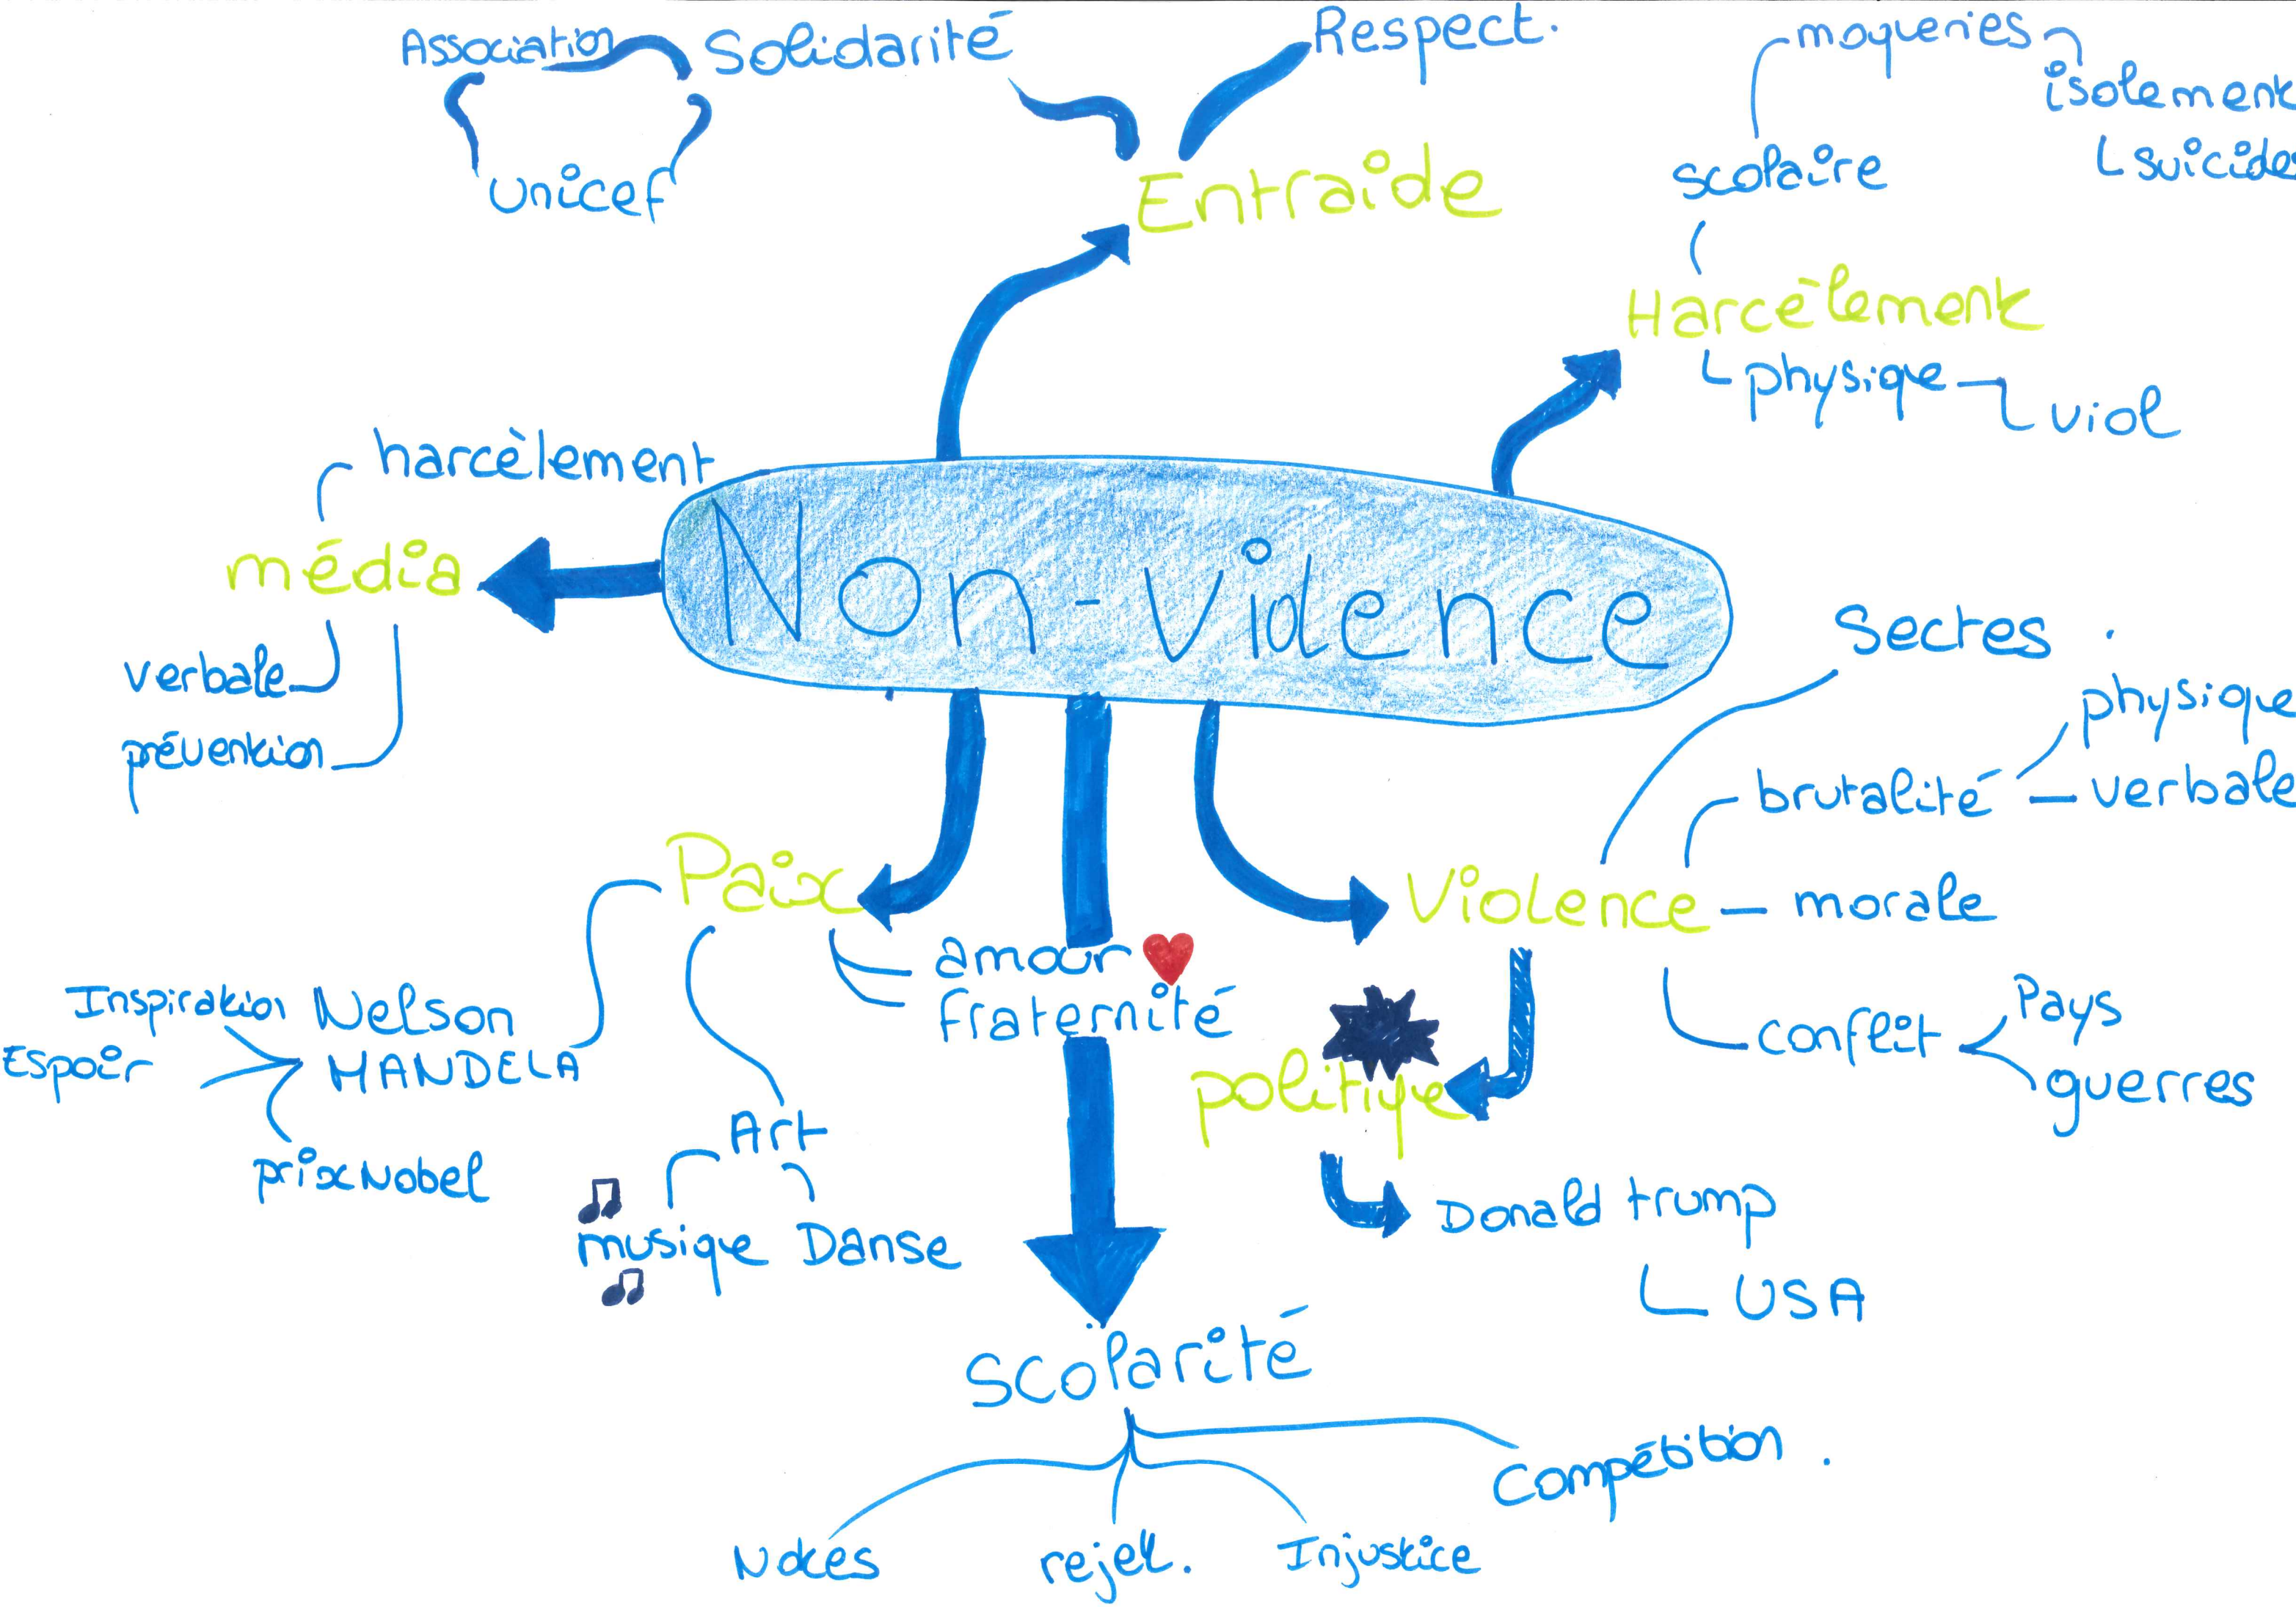 Association
Solidarité
Respect.
Unicef
Entraide
moqueries
isolement
suicide
scolaire
Harcèlement
physique
viol
harcèlement
média
verbale
prévention
Non-violence
Sectes
physique
brutalité
verbale
Paix
Violence
morale
amour
fraternité
Inspiration
Espoir
Nelson
MANDELA
prix Nobel
Art
musique
Danse
politique
conflit
Pays
guerres
Donald trump
USA
Scolarité
Notes
rejet.
Injustice
Compétition.